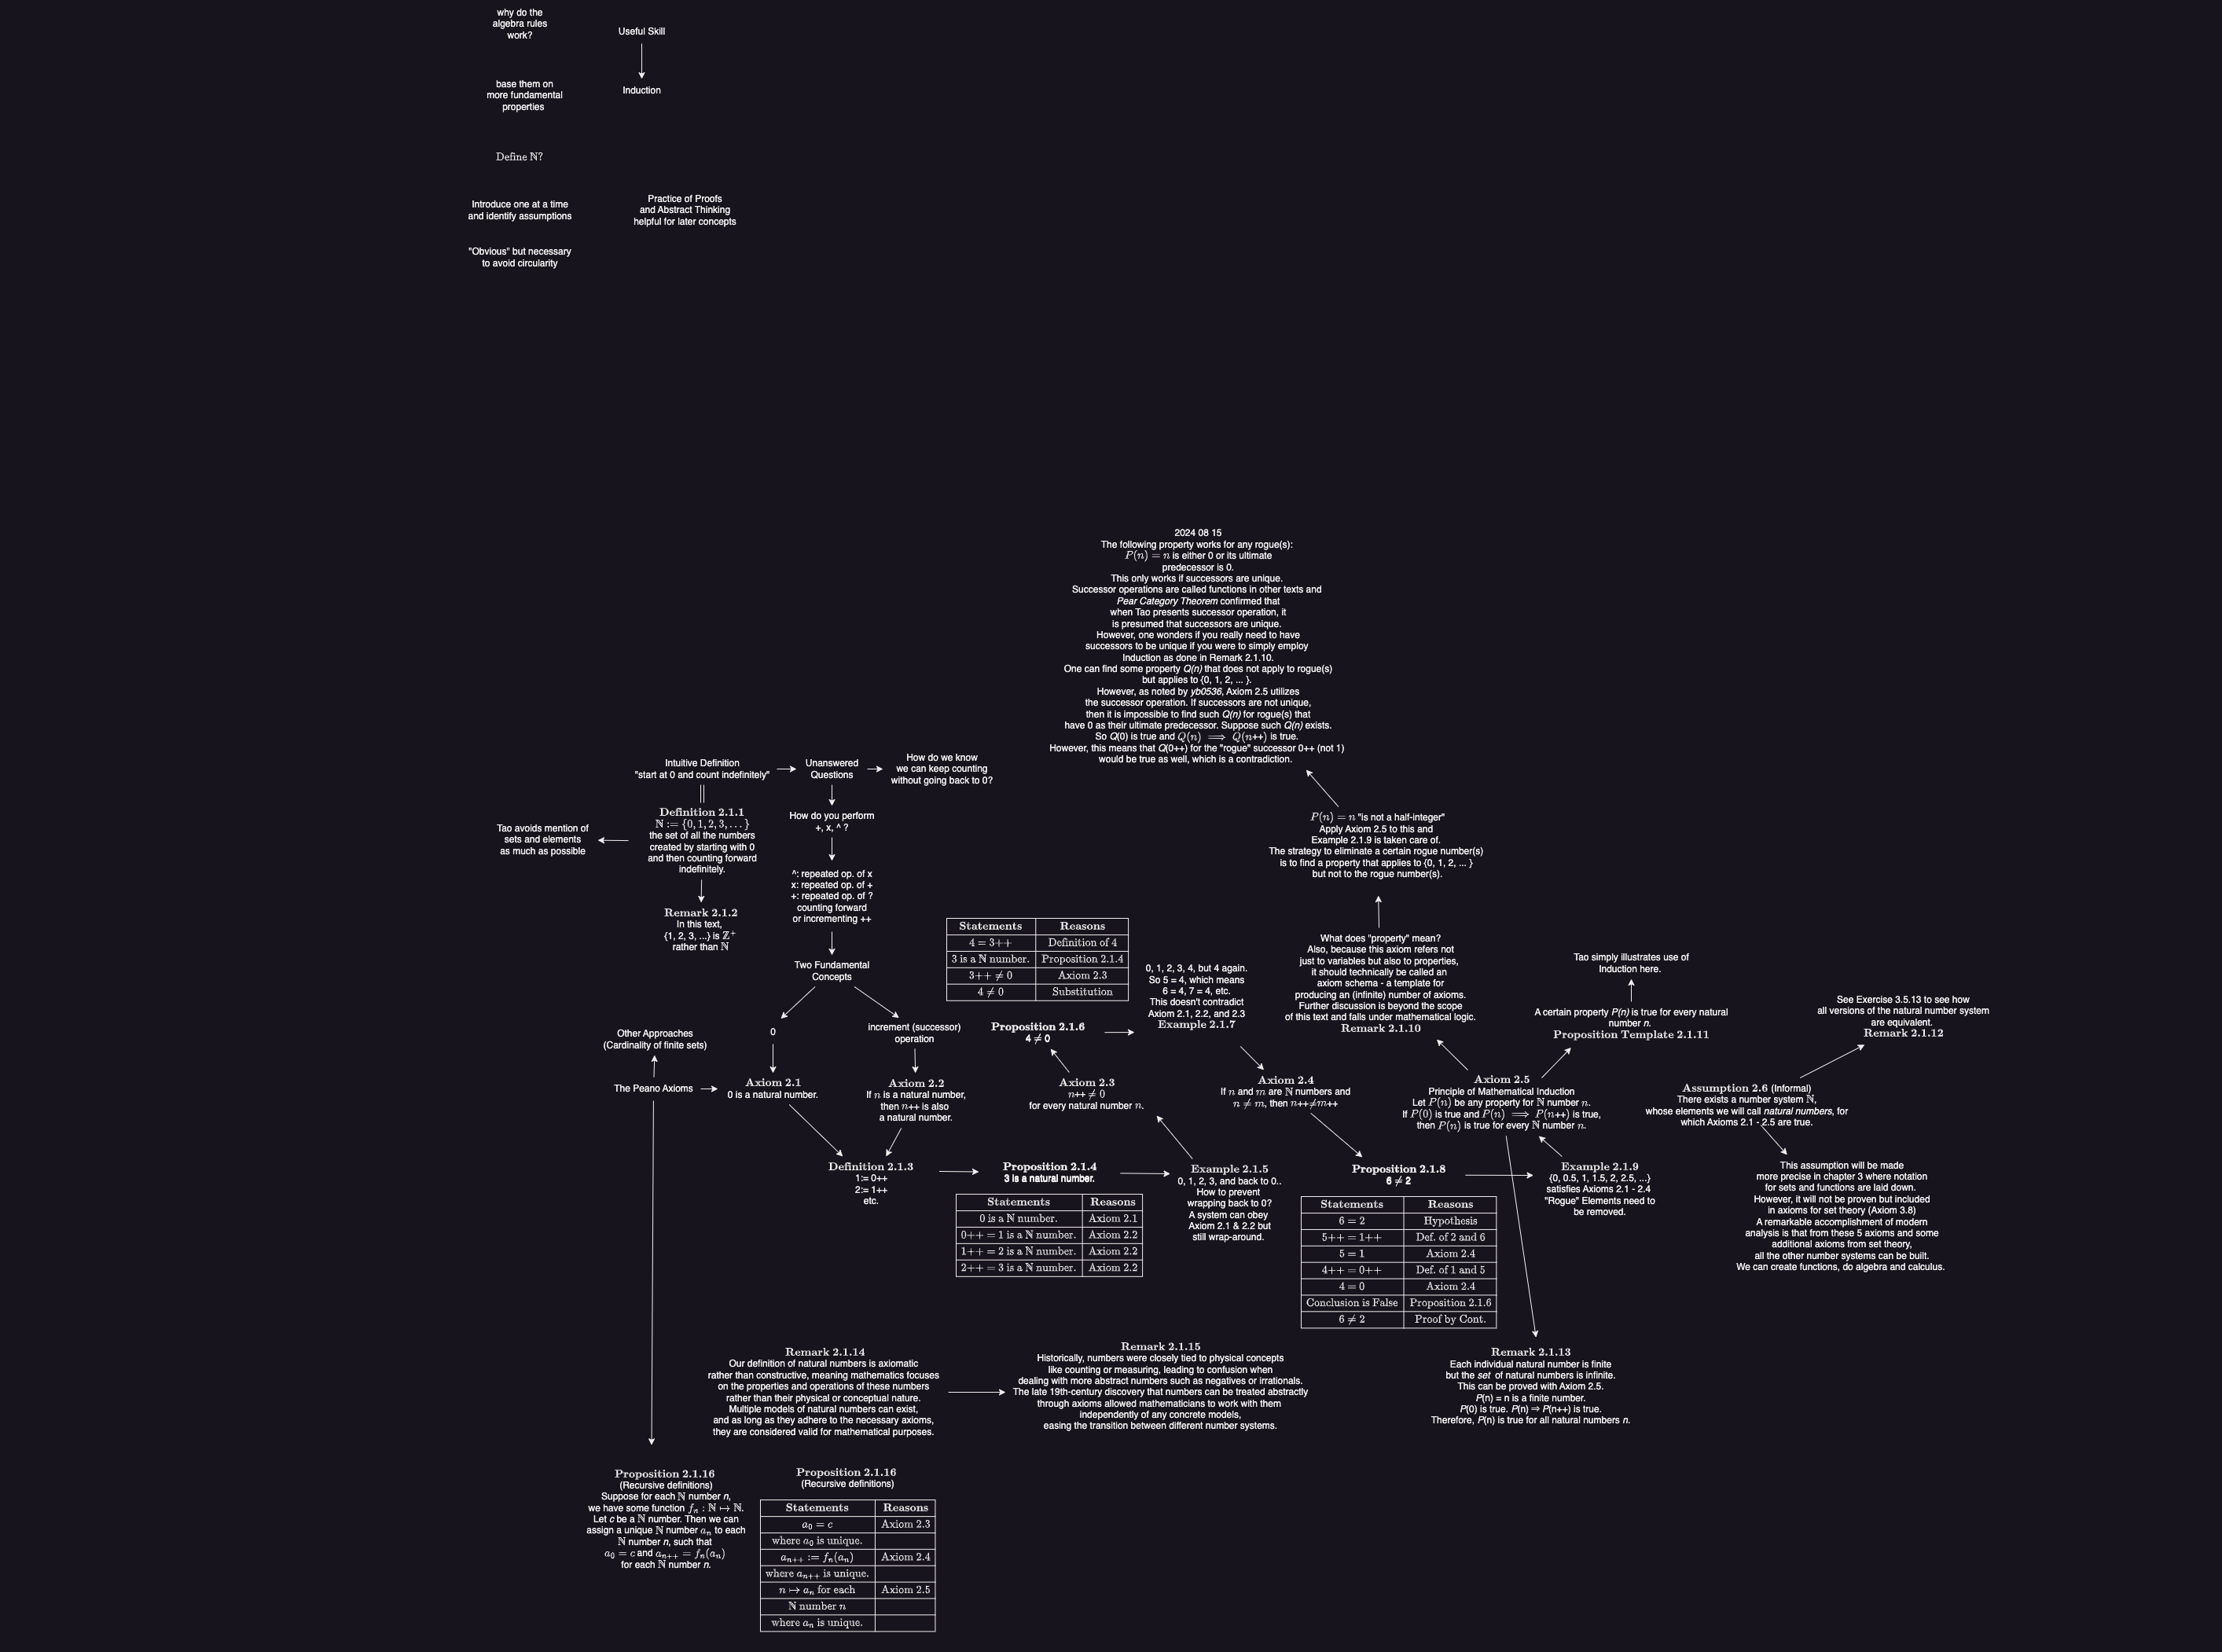 why do the
algebra rules
work?
Useful Skill
base them on
more fundamental
properties
Induction
Define ℕ?
Introduce one at a time
and identify assumptions
Practice of Proofs
and Abstract Thinking
helpful for later concepts
"Obvious" but necessary
to avoid circularity
2024 08 15
The following property works for any rogue(s):
P(n) = n is either 0 or its ultimate
predecessor is 0.
This only works if successors are unique.
Successor operations are called functions in other texts and
Pear Category Theorem confirmed that
when Tao presents successor operation, it
is presumed that successors are unique.
However, one wonders if you really need to have
successors to be unique if you were to simply employ
Induction as done in Remark 2.1.10.
One can find some property Q(n) that does not apply to rogue(s)
but applies to {0, 1, 2, ... }.
However, as noted by yb0536, Axiom 2.5 utilizes
the successor operation. If successors are not unique,
then it is impossible to find such Q(n) for rogue(s) that
have 0 as their ultimate predecessor. Suppose such Q(n) exists.
So Q(0) is true and Q(n) ⟹ Q(n++) is true.
However, this means that Q(0++) for the "rogue" successor 0++ (not 1)
would be true as well, which is a contradiction.
Intuitive Definition
"start at 0 and count indefinitely"
Unanswered
Questions
How do we know
we can keep counting
without going back to 0?
Definition 2.1.1
ℕ := {0, 1, 2, 3, . . . }
the set of all the numbers
created by starting with 0
and then counting forward
indefinitely.
Tao avoids mention of
sets and elements
as much as possible
How do you perform
+, x, ^ ?
^: repeated op. of x
x: repeated op. of +
+: repeated op. of ?
counting forward
or incrementing ++
Remark 2.1.2
In this text,
{1, 2, 3, ...} is ℤ⁺
rather than ℕ
P(n) = n "is not a half-integer"
Apply Axiom 2.5 to this and
Example 2.1.9 is taken care of.
The strategy to eliminate a certain rogue number(s)
is to find a property that applies to {0, 1, 2, ... }
but not to the rogue number(s).
Two Fundamental
Concepts
0
increment (successor)
operation
Statements Reasons
4 = 3++ Definition of 4
3 is a ℕ number. Proposition 2.1.4
3++ ≠ 0 Axiom 2.3
4 ≠ 0 Substitution
Proposition 2.1.6
4 ≠ 0
0, 1, 2, 3, 4, but 4 again.
So 5 = 4, which means
6 = 4, 7 = 4, etc.
This doesn't contradict
Axiom 2.1, 2.2, and 2.3
Example 2.1.7
What does "property" mean?
Also, because this axiom refers not
just to variables but also to properties,
it should technically be called an
axiom schema - a template for
producing an (infinite) number of axioms.
Further discussion is beyond the scope
of this text and falls under mathematical logic.
Remark 2.1.10
Tao simply illustrates use of
Induction here.
A certain property P(n) is true for every natural
number n.
Proposition Template 2.1.11
See Exercise 3.5.13 to see how
all versions of the natural number system
are equivalent.
Remark 2.1.12
Other Approaches
(Cardinality of finite sets)
The Peano Axioms
Axiom 2.1
0 is a natural number.
Axiom 2.2
If n is a natural number,
then n++ is also
a natural number.
Axiom 2.3
n++ ≠ 0
for every natural number n.
Axiom 2.4
If n and m are ℕ numbers and
n ≠ m, then n++≠m++
Axiom 2.5
Principle of Mathematical Induction
Let P(n) be any property for ℕ number n.
If P(0) is true and P(n) ⟹ P(n++) is true,
then P(n) is true for every ℕ number n.
Assumption 2.6 (Informal)
There exists a number system ℕ,
whose elements we will call natural numbers, for
which Axioms 2.1 - 2.5 are true.
Definition 2.1.3
1:= 0++
2:= 1++
etc.
Proposition 2.1.4
3 is a natural number.
Statements Reasons
0 is a ℕ number. Axiom 2.1
0++ = 1 is a ℕ number. Axiom 2.2
1++ = 2 is a ℕ number. Axiom 2.2
2++ = 3 is a ℕ number. Axiom 2.2
Example 2.1.5
0, 1, 2, 3, and back to 0..
How to prevent
wrapping back to 0?
A system can obey
Axiom 2.1 & 2.2 but
still wrap-around.
Proposition 2.1.8
6 ≠ 2
Statements Reasons
6 = 2 Hypothesis
5++ = 1++ Def. of 2 and 6
5 = 1 Axiom 2.4
4++ = 0++ Def. of 1 and 5
4 = 0 Axiom 2.4
Conclusion is False Proposition 2.1.6
6 ≠ 2 Proof by Cont.
Example 2.1.9
{0, 0.5, 1, 1.5, 2, 2.5, ...}
satisfies Axioms 2.1 - 2.4
"Rogue" Elements need to
be removed.
This assumption will be made
more precise in chapter 3 where notation
for sets and functions are laid down.
However, it will not be proven but included
in axioms for set theory (Axiom 3.8)
A remarkable accomplishment of modern
analysis is that from these 5 axioms and some
additional axioms from set theory,
all the other number systems can be built.
We can create functions, do algebra and calculus.
Remark 2.1.14
Our definition of natural numbers is axiomatic
rather than constructive, meaning mathematics focuses
on the properties and operations of these numbers
rather than their physical or conceptual nature.
Multiple models of natural numbers can exist,
and as long as they adhere to the necessary axioms,
they are considered valid for mathematical purposes.
Remark 2.1.15
Historically, numbers were closely tied to physical concepts
like counting or measuring, leading to confusion when
dealing with more abstract numbers such as negatives or irrationals.
The late 19th-century discovery that numbers can be treated abstractly
through axioms allowed mathematicians to work with them
independently of any concrete models,
easing the transition between different number systems.
Remark 2.1.13
Each individual natural number is finite
but the set of natural numbers is infinite.
This can be proved with Axiom 2.5.
P(n) = n is a finite number.
P(0) is true. P(n) ⇒ P(n++) is true.
Therefore, P(n) is true for all natural numbers n.
Proposition 2.1.16
(Recursive definitions)
Suppose for each ℕ number n,
we have some function fₙ : ℕ ↦ ℕ.
Let c be a ℕ number. Then we can
assign a unique ℕ number aₙ to each
ℕ number n, such that
a₀ = c and aₙ₊₊ = fₙ(aₙ)
for each ℕ number n.
Proposition 2.1.16
(Recursive definitions)
Statements Reasons
a₀ = c Axiom 2.3
where a₀ is unique.
aₙ₊₊ := fₙ(aₙ) Axiom 2.4
where aₙ₊₊ is unique.
n ↦ aₙ for each Axiom 2.5
ℕ number n
where aₙ is unique.